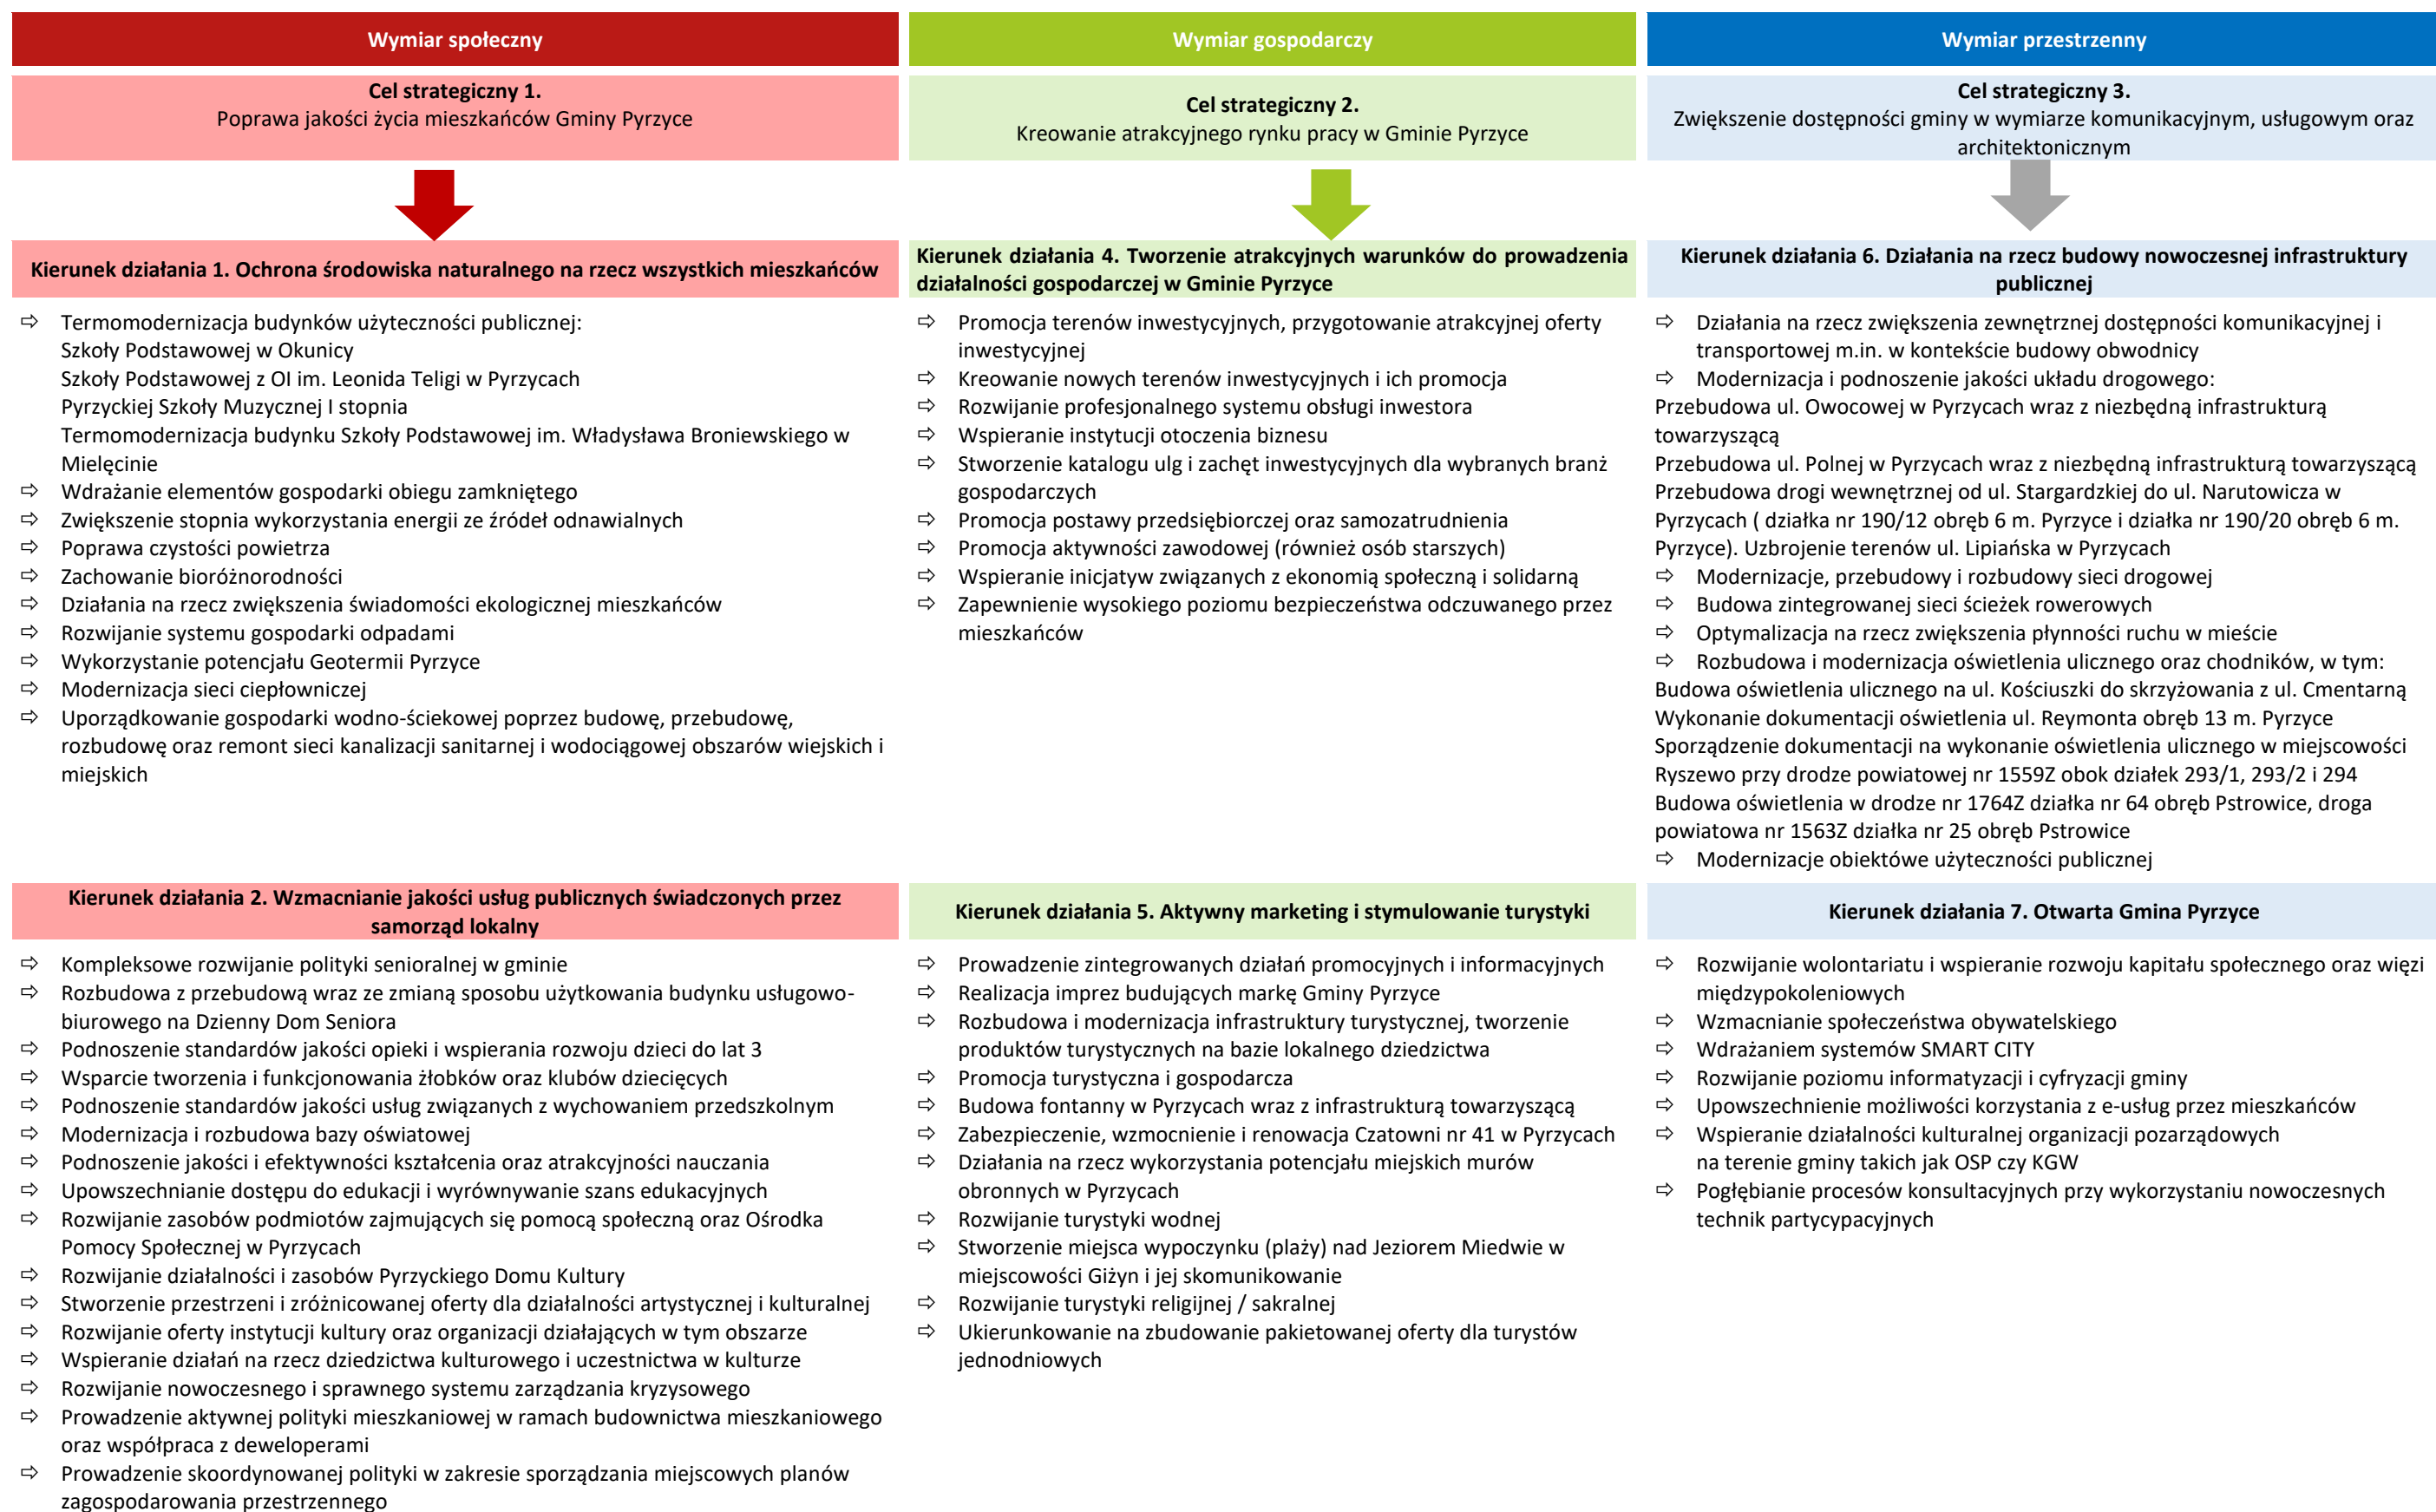 Wymiar społeczny
Cel strategiczny 1.
Poprawa jakości życia mieszkańców Gminy Pyrzyce
Kierunek działania 1. Ochrona środowiska naturalnego na rzecz wszystkich mieszkańców
⇨ Termomodernizacja budynków użyteczności publicznej:
Szkoły Podstawowej w Okunicy
Szkoły Podstawowej z OI im. Leonida Teligi w Pyrzycach
Pyrzyckiej Szkoły Muzycznej I stopnia
Termomodernizacja budynku Szkoły Podstawowej im. Władysława Broniewskiego w
Mielęcinie
⇨ Wdrażanie elementów gospodarki obiegu zamkniętego
⇨ Zwiększenie stopnia wykorzystania energii ze źródeł odnawialnych
⇨ Poprawa czystości powietrza
⇨ Zachowanie bioróżnorodności
⇨ Działania na rzecz zwiększenia świadomości ekologicznej mieszkańców
⇨ Rozwijanie systemu gospodarki odpadami
⇨ Wykorzystanie potencjału Geotermii Pyrzyce
⇨ Modernizacja sieci ciepłowniczej
⇨ Uporządkowanie gospodarki wodno-ściekowej poprzez budowę, przebudowę,
rozbudowę oraz remont sieci kanalizacji sanitarnej i wodociągowej obszarów wiejskich i
miejskich
Kierunek działania 2. Wzmacnianie jakości usług publicznych świadczonych przez
samorząd lokalny
⇨ Kompleksowe rozwijanie polityki senioralnej w gminie
⇨ Rozbudowa z przebudową wraz ze zmianą sposobu użytkowania budynku usługowo-
biurowego na Dzienny Dom Seniora
⇨ Podnoszenie standardów jakości opieki i wspierania rozwoju dzieci do lat 3
⇨ Wsparcie tworzenia i funkcjonowania żłobków oraz klubów dziecięcych
⇨ Podnoszenie standardów jakości usług związanych z wychowaniem przedszkolnym
⇨ Modernizacja i rozbudowa bazy oświatowej
⇨ Podnoszenie jakości i efektywności kształcenia oraz atrakcyjności nauczania
⇨ Upowszechnianie dostępu do edukacji i wyrównywanie szans edukacyjnych
⇨ Rozwijanie zasobów podmiotów zajmujących się pomocą społeczną oraz Ośrodka
Pomocy Społecznej w Pyrzycach
⇨ Rozwijanie działalności i zasobów Pyrzyckiego Domu Kultury
⇨ Stworzenie przestrzeni i zróżnicowanej oferty dla działalności artystycznej i kulturalnej
⇨ Rozwijanie oferty instytucji kultury oraz organizacji działających w tym obszarze
⇨ Wspieranie działań na rzecz dziedzictwa kulturowego i uczestnictwa w kulturze
⇨ Rozwijanie nowoczesnego i sprawnego systemu zarządzania kryzysowego
⇨ Prowadzenie aktywnej polityki mieszkaniowej w ramach budownictwa mieszkaniowego
oraz współpraca z deweloperami
⇨ Prowadzenie skoordynowanej polityki w zakresie sporządzania miejscowych planów
zagospodarowania przestrzennego
Wymiar gospodarczy
Cel strategiczny 2.
Kreowanie atrakcyjnego rynku pracy w Gminie Pyrzyce
Kierunek działania 4. Tworzenie atrakcyjnych warunków do prowadzenia
działalności gospodarczej w Gminie Pyrzyce
⇨ Promocja terenów inwestycyjnych, przygotowanie atrakcyjnej oferty
inwestycyjnej
⇨ Kreowanie nowych terenów inwestycyjnych i ich promocja
⇨ Rozwijanie profesjonalnego systemu obsługi inwestora
⇨ Wspieranie instytucji otoczenia biznesu
⇨ Stworzenie katalogu ulg i zachęt inwestycyjnych dla wybranych branż
gospodarczych
⇨ Promocja postawy przedsiębiorczej oraz samozatrudnienia
⇨ Promocja aktywności zawodowej (również osób starszych)
⇨ Wspieranie inicjatyw związanych z ekonomią społeczną i solidarną
⇨ Zapewnienie wysokiego poziomu bezpieczeństwa odczuwanego przez
mieszkańców
Kierunek działania 5. Aktywny marketing i stymulowanie turystyki
⇨ Prowadzenie zintegrowanych działań promocyjnych i informacyjnych
⇨ Realizacja imprez budujących markę Gminy Pyrzyce
⇨ Rozbudowa i modernizacja infrastruktury turystycznej, tworzenie
produktów turystycznych na bazie lokalnego dziedzictwa
⇨ Promocja turystyczna i gospodarcza
⇨ Budowa fontanny w Pyrzycach wraz z infrastrukturą towarzyszącą
⇨ Zabezpieczenie, wzmocnienie i renowacja Czatowni nr 41 w Pyrzycach
⇨ Działania na rzecz wykorzystania potencjału miejskich murów
obronnych w Pyrzycach
⇨ Rozwijanie turystyki wodnej
⇨ Stworzenie miejsca wypoczynku (plaży) nad Jeziorem Miedwie w
miejscowości Giżyn i jej skomunikowanie
⇨ Rozwijanie turystyki religijnej / sakralnej
⇨ Ukierunkowanie na zbudowanie pakietowanej oferty dla turystów
jednodniowych
Wymiar przestrzenny
Cel strategiczny 3.
Zwiększenie dostępności gminy w wymiarze komunikacyjnym, usługowym oraz
architektonicznym
Kierunek działania 6. Działania na rzecz budowy nowoczesnej infrastruktury
publicznej
⇨ Działania na rzecz zwiększenia zewnętrznej dostępności komunikacyjnej i
transportowej m.in. w kontekście budowy obwodnicy
⇨ Modernizacja i podnoszenie jakości układu drogowego:
Przebudowa ul. Owocowej w Pyrzycach wraz z niezbędną infrastrukturą
towarzyszącą
Przebudowa ul. Polnej w Pyrzycach wraz z niezbędną infrastrukturą towarzyszącą
Przebudowa drogi wewnętrznej od ul. Stargardzkiej do ul. Narutowicza w
Pyrzycach ( działka nr 190/12 obręb 6 m. Pyrzyce i działka nr 190/20 obręb 6 m.
Pyrzyce). Uzbrojenie terenów ul. Lipiańska w Pyrzycach
⇨ Modernizacje, przebudowy i rozbudowy sieci drogowej
⇨ Budowa zintegrowanej sieci ścieżek rowerowych
⇨ Optymalizacja na rzecz zwiększenia płynności ruchu w mieście
⇨ Rozbudowa i modernizacja oświetlenia ulicznego oraz chodników, w tym:
Budowa oświetlenia ulicznego na ul. Kościuszki do skrzyżowania z ul. Cmentarną
Wykonanie dokumentacji oświetlenia ul. Reymonta obręb 13 m. Pyrzyce
Sporządzenie dokumentacji na wykonanie oświetlenia ulicznego w miejscowości
Ryszewo przy drodze powiatowej nr 1559Z obok działek 293/1, 293/2 i 294
Budowa oświetlenia w drodze nr 1764Z działka nr 64 obręb Pstrowice, droga
powiatowa nr 1563Z działka nr 25 obręb Pstrowice
⇨ Modernizacje obiektówe użyteczności publicznej
Kierunek działania 7. Otwarta Gmina Pyrzyce
⇨ Rozwijanie wolontariatu i wspieranie rozwoju kapitału społecznego oraz więzi
międzypokoleniowych
⇨ Wzmacnianie społeczeństwa obywatelskiego
⇨ Wdrażaniem systemów SMART CITY
⇨ Rozwijanie poziomu informatyzacji i cyfryzacji gminy
⇨ Upowszechnienie możliwości korzystania z e-usług przez mieszkańców
⇨ Wspieranie działalności kulturalnej organizacji pozarządowych
na terenie gminy takich jak OSP czy KGW
⇨ Pogłębianie procesów konsultacyjnych przy wykorzystaniu nowoczesnych
technik partycypacyjnych